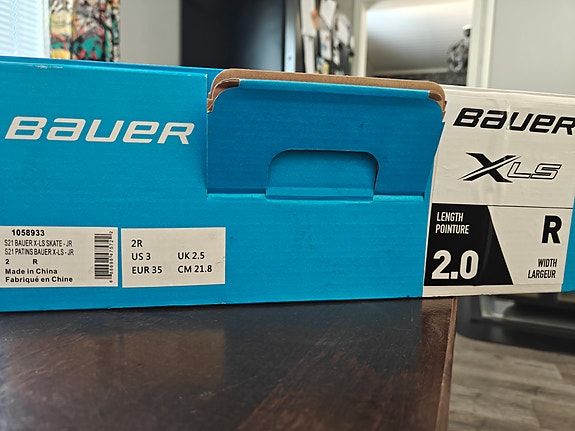 BAUER
1058933
S21 BAUER X-LS SKATE - JR
S21 PATINS BAUER X-LS - JR
2 R
Made in China
Fabriqué en Chine
2R
US 3 UK 2.5
EUR 35 CM 21.8
BAUER
XLS
LENGTH
POINTURE
2.0
R
WIDTH
LARGEUR